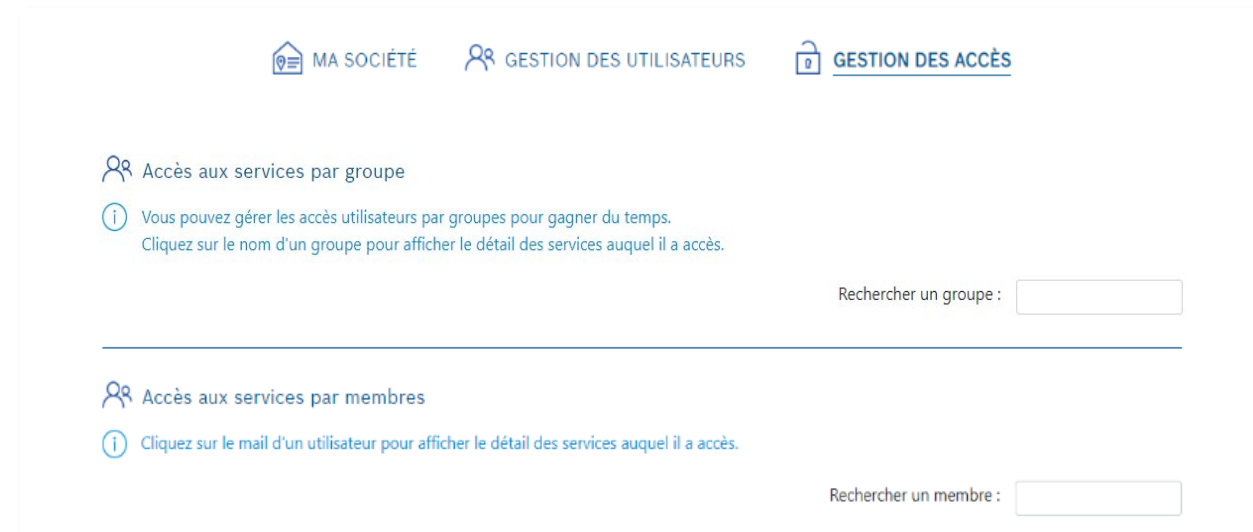 MA SOCIÉTÉ GESTION DES UTILISATEURS GESTION DES ACCÈS
Accès aux services par groupe
Vous pouvez gérer les accès utilisateurs par groupes pour gagner du temps.
Cliquez sur le nom d'un groupe pour afficher le détail des services auquel il a accès.
Rechercher un groupe :
Accès aux services par membres
Cliquez sur le mail d'un utilisateur pour afficher le détail des services auquel il a accès.
Rechercher un membre :